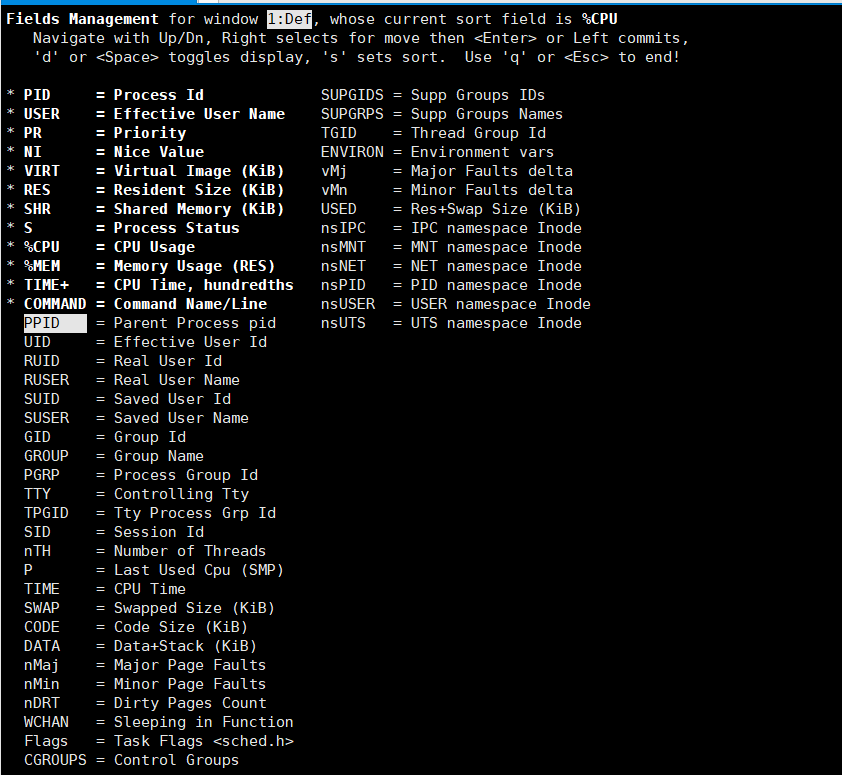 Fields Management for window 1:Def, whose current sort field is %CPU
   Navigate with Up/Dn, Right selects for move then <Enter> or Left commits,
   'd' or <Space> toggles display, 's' sets sort.  Use 'q' or <Esc> to end!

* PID     = Process Id             SUPGIDS = Supp Groups IDs
* USER    = Effective User Name    SUPGRPS = Supp Groups Names
* PR      = Priority               TGID    = Thread Group Id
* NI      = Nice Value             ENVIRON = Environment vars
* VIRT    = Virtual Image (KiB)    vMj     = Major Faults delta
* RES     = Resident Size (KiB)    vMn     = Minor Faults delta
* SHR     = Shared Memory (KiB)    USED    = Res+Swap Size (KiB)
* S       = Process Status         nsIPC   = IPC namespace Inode
* %CPU    = CPU Usage              nsMNT   = MNT namespace Inode
* %MEM    = Memory Usage (RES)     nsNET   = NET namespace Inode
* TIME+   = CPU Time, hundredths   nsPID   = PID namespace Inode
* COMMAND = Command Name/Line      nsUSER  = USER namespace Inode
  PPID    = Parent Process pid     nsUTS   = UTS namespace Inode
  UID     = Effective User Id
  RUID    = Real User Id
  RUSER   = Real User Name
  SUID    = Saved User Id
  SUSER   = Saved User Name
  GID     = Group Id
  GROUP   = Group Name
  PGRP    = Process Group Id
  TTY     = Controlling Tty
  TPGID   = Tty Process Grp Id
  SID     = Session Id
  nTH     = Number of Threads
  P       = Last Used Cpu (SMP)
  TIME    = CPU Time
  SWAP    = Swapped Size (KiB)
  CODE    = Code Size (KiB)
  DATA    = Data+Stack (KiB)
  nMaj    = Major Page Faults
  nMin    = Minor Page Faults
  nDRT    = Dirty Pages Count
  WCHAN   = Sleeping in Function
  Flags   = Task Flags <sched.h>
  CGROUPS = Control Groups